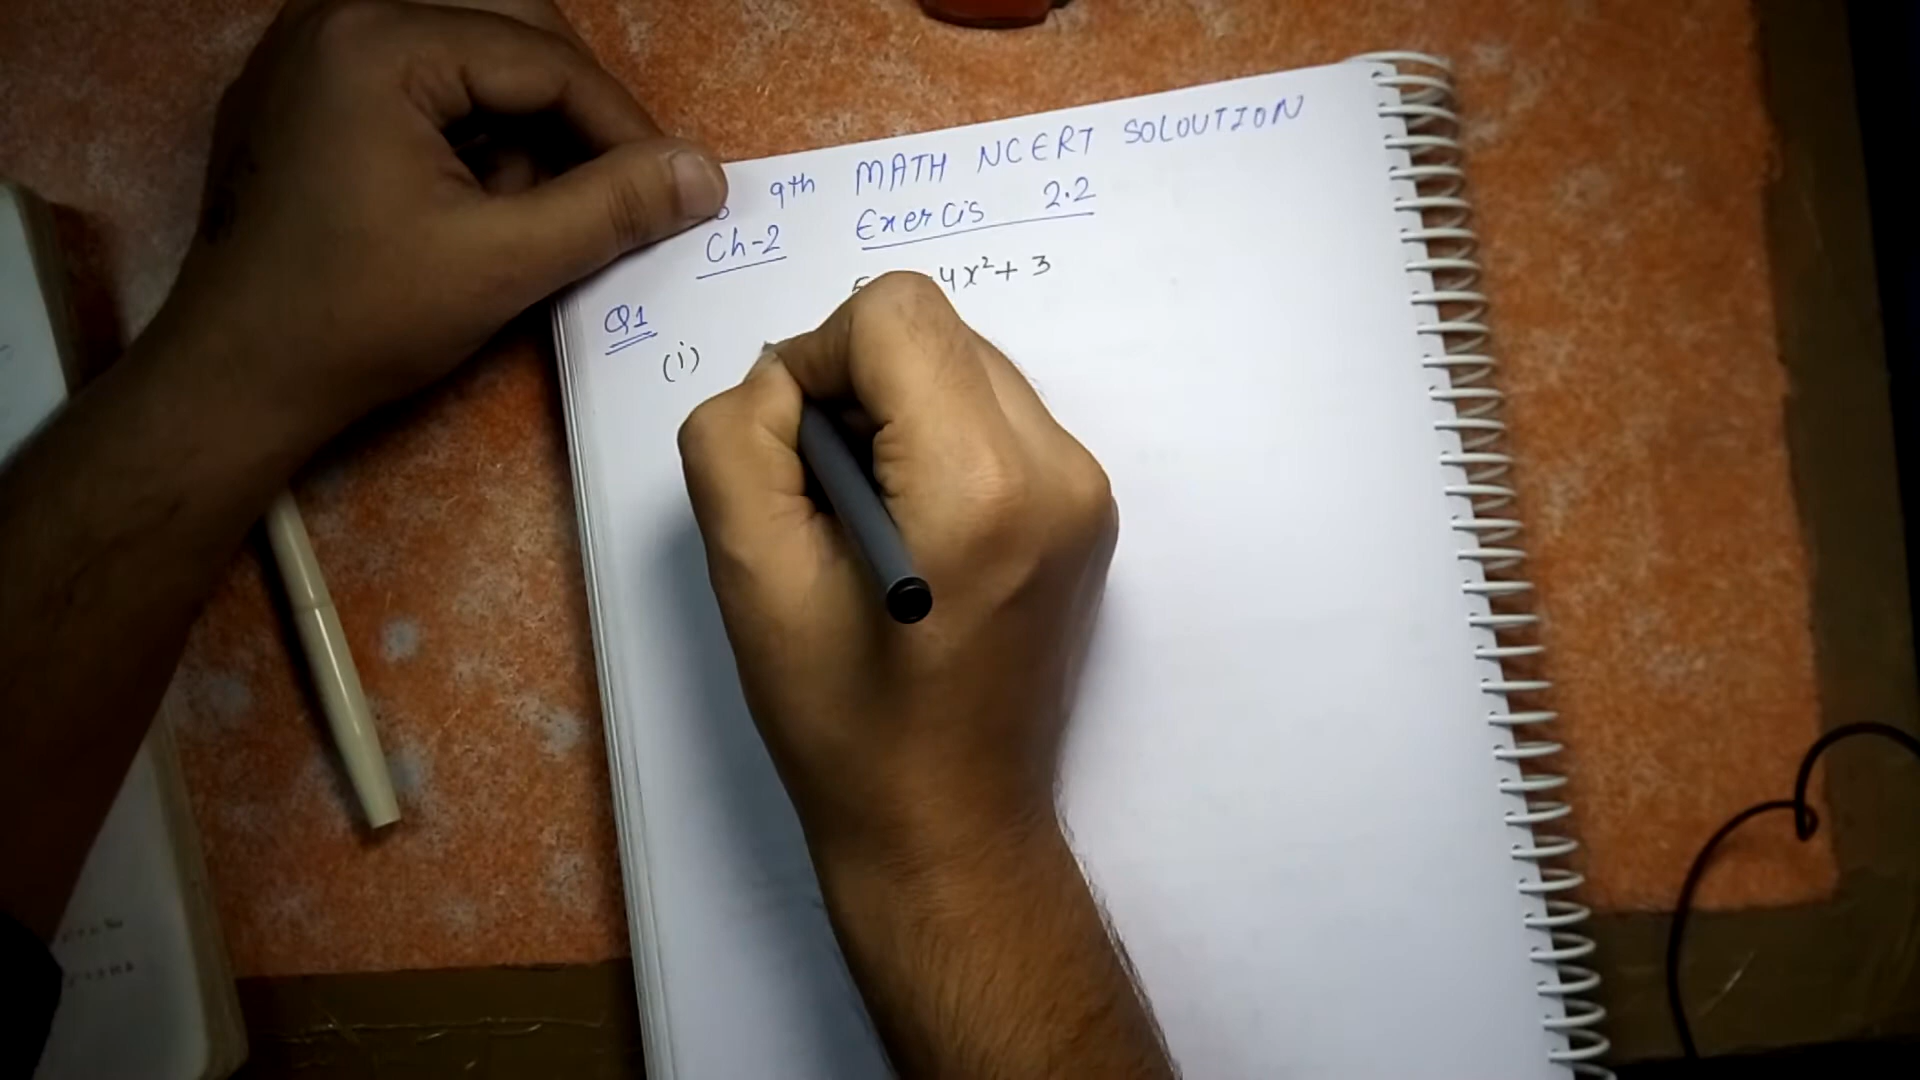 9th MATH NCERT SOLOUTION
Ch-2 Exercis 2.2
4x²+ 3
Q1
(i)